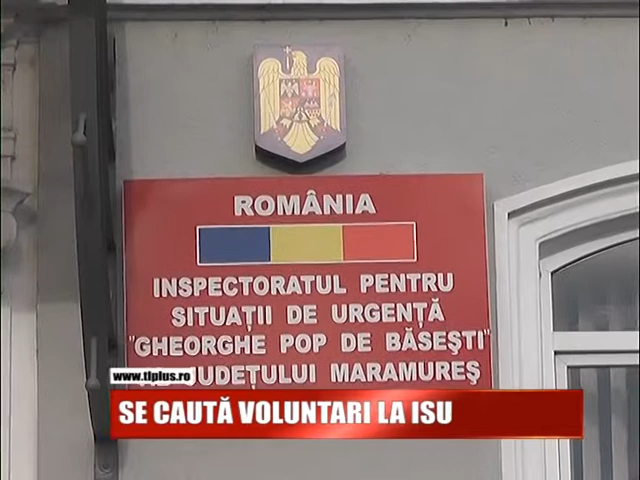 ROMÂNIA
INSPECTORATUL PENTRU
SITUAȚII DE URGENȚĂ
"GHEORGHE POP DE BĂSEȘTI"
JUDEȚULUI MARAMUREȘ
www.tlplus.ro
SE CAUTĂ VOLUNTARI LA ISU